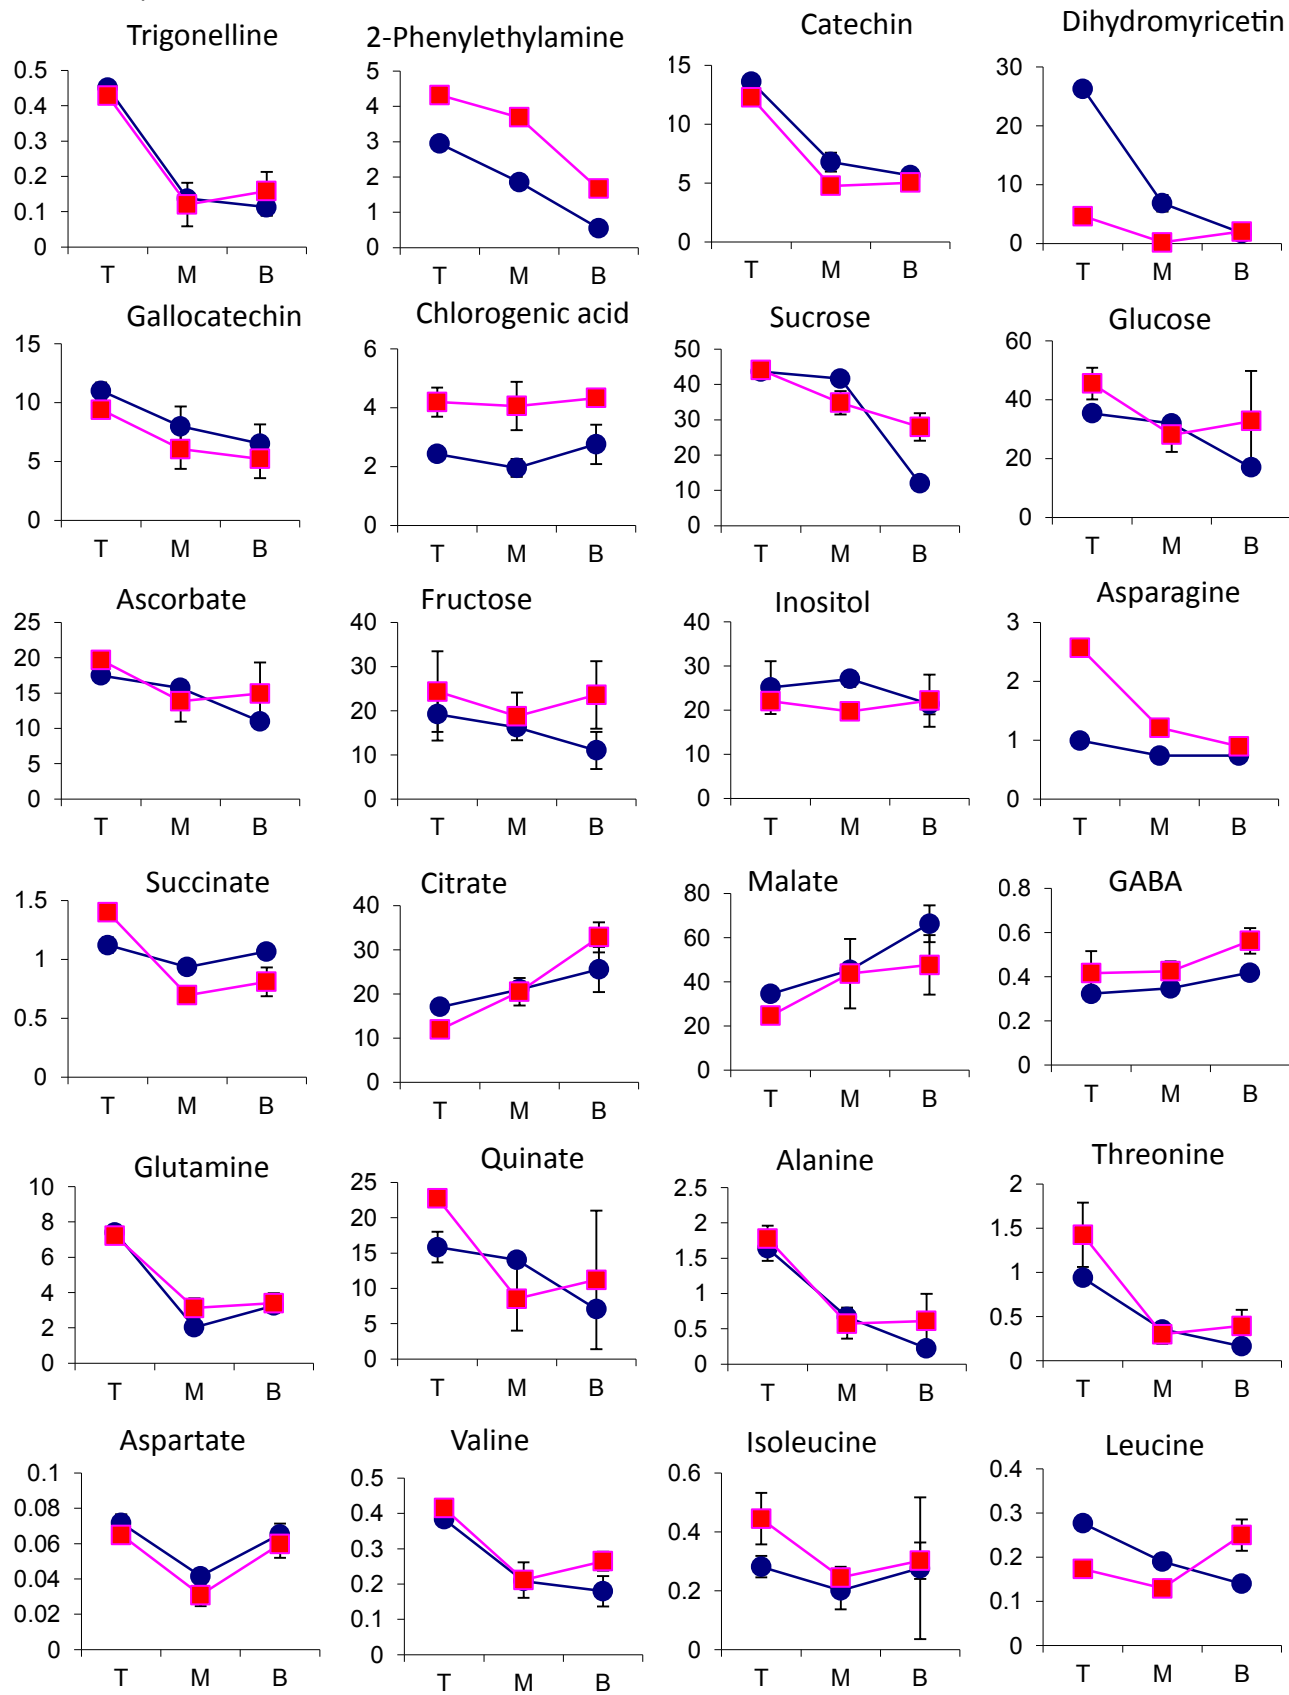 Trigonelline
0.5
0.4
0.3
0.2
0.1
0
T M B
2-Phenylethylamine
5
4
3
2
1
0
T M B
Catechin
15
10
5
0
T M B
Dihydromyricetin
30
20
10
0
T M B
Gallocatechin
15
10
5
0
T M B
Chlorogenic acid
6
4
2
0
T M B
Sucrose
50
40
30
20
10
0
T M B
Glucose
60
40
20
0
T M B
Ascorbate
25
20
15
10
5
0
T M B
Fructose
40
30
20
10
0
T M B
Inositol
40
30
20
10
0
T M B
Asparagine
3
2
1
0
T M B
Succinate
1.5
1
0.5
0
T M B
Citrate
40
30
20
10
0
T M B
Malate
80
60
40
20
0
T M B
GABA
0.8
0.6
0.4
0.2
0
T M B
Glutamine
10
8
6
4
2
0
T M B
Quinate
25
20
15
10
5
0
T M B
Alanine
2.5
2
1.5
1
0.5
0
T M B
Threonine
2
1.5
1
0.5
0
T M B
Aspartate
0.1
0.08
0.06
0.04
0.02
0
T M B
Valine
0.5
0.4
0.3
0.2
0.1
0
T M B
Isoleucine
0.6
0.4
0.2
0
T M B
Leucine
0.4
0.3
0.2
0.1
0
T M B